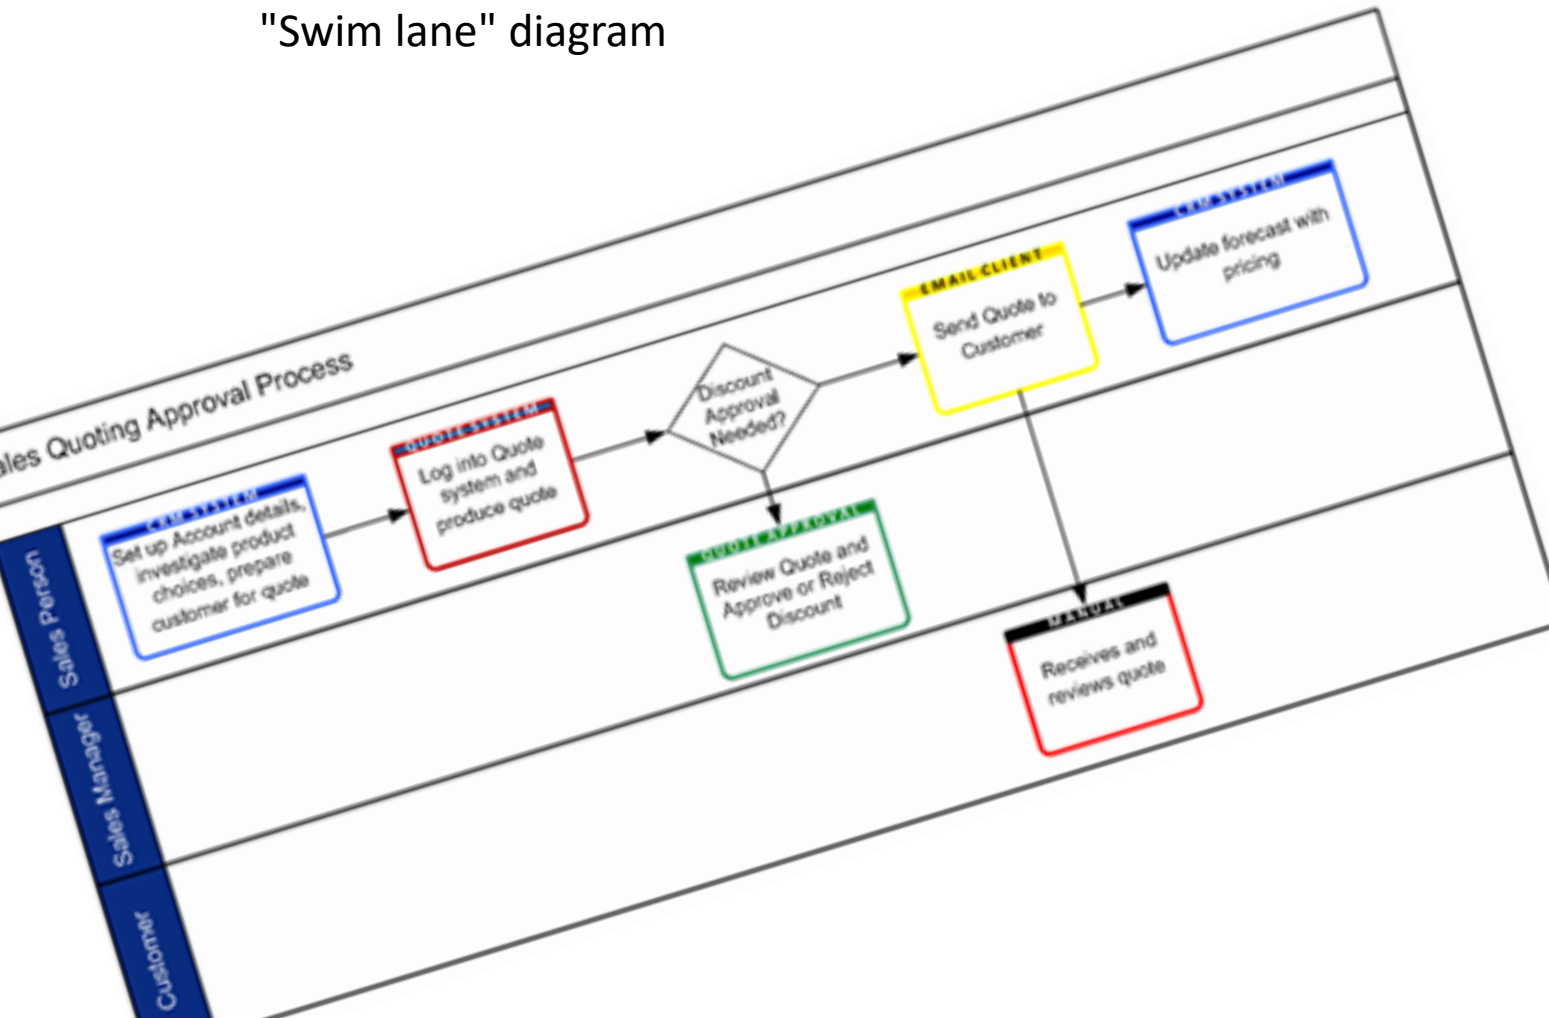 "Swim lane" diagram
ales Quoting Approval Process
Sales Person
CRM SYSTEM
Set up Account details,
investigate product
choices, prepare
customer for quote
QUOTE SYSTEM
Log into Quote
system and
produce quote
Discount
Approval
Needed?
EMAIL CLIENT
Send Quote to
Customer
CRM SYSTEM
Update forecast with
pricing
Sales Manager
QUOTE APPROVAL
Review Quote and
Approve or Reject
Discount
Customer
MANUAL
Receives and
reviews quote